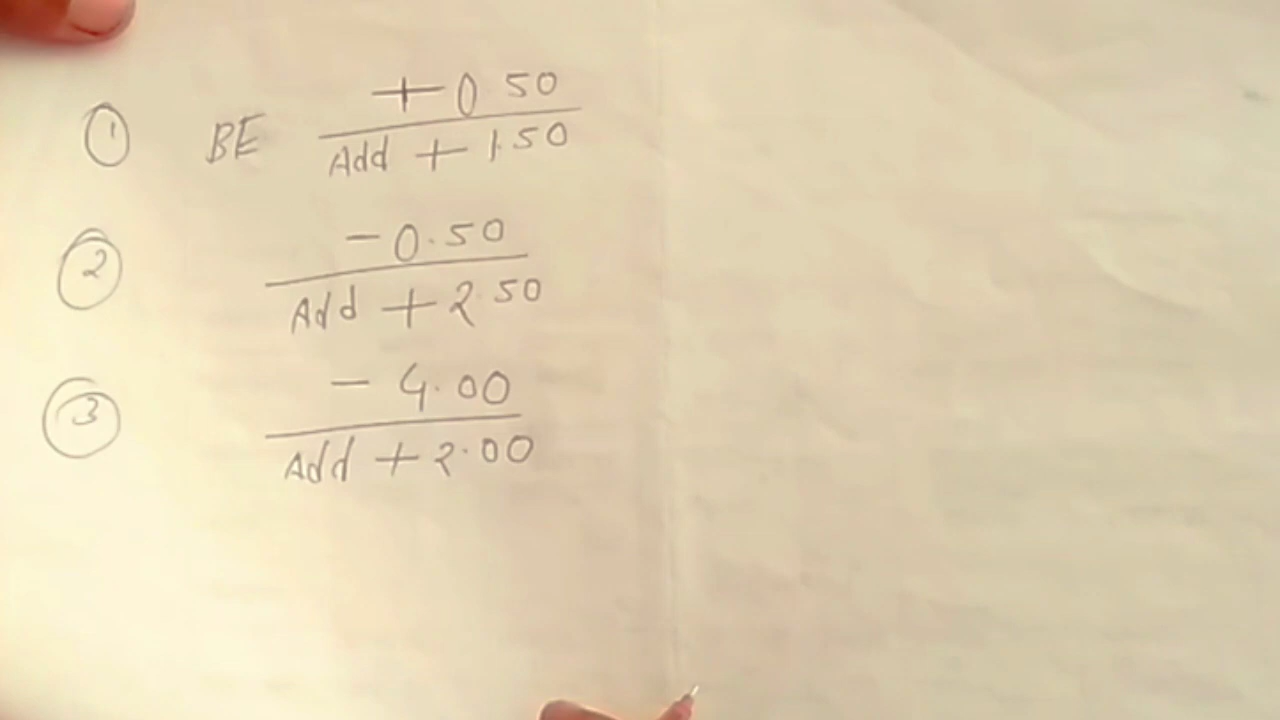 ① BE +0.50
Add +1.50
② -0.50
Add +2.50
③ -4.00
Add +2.00